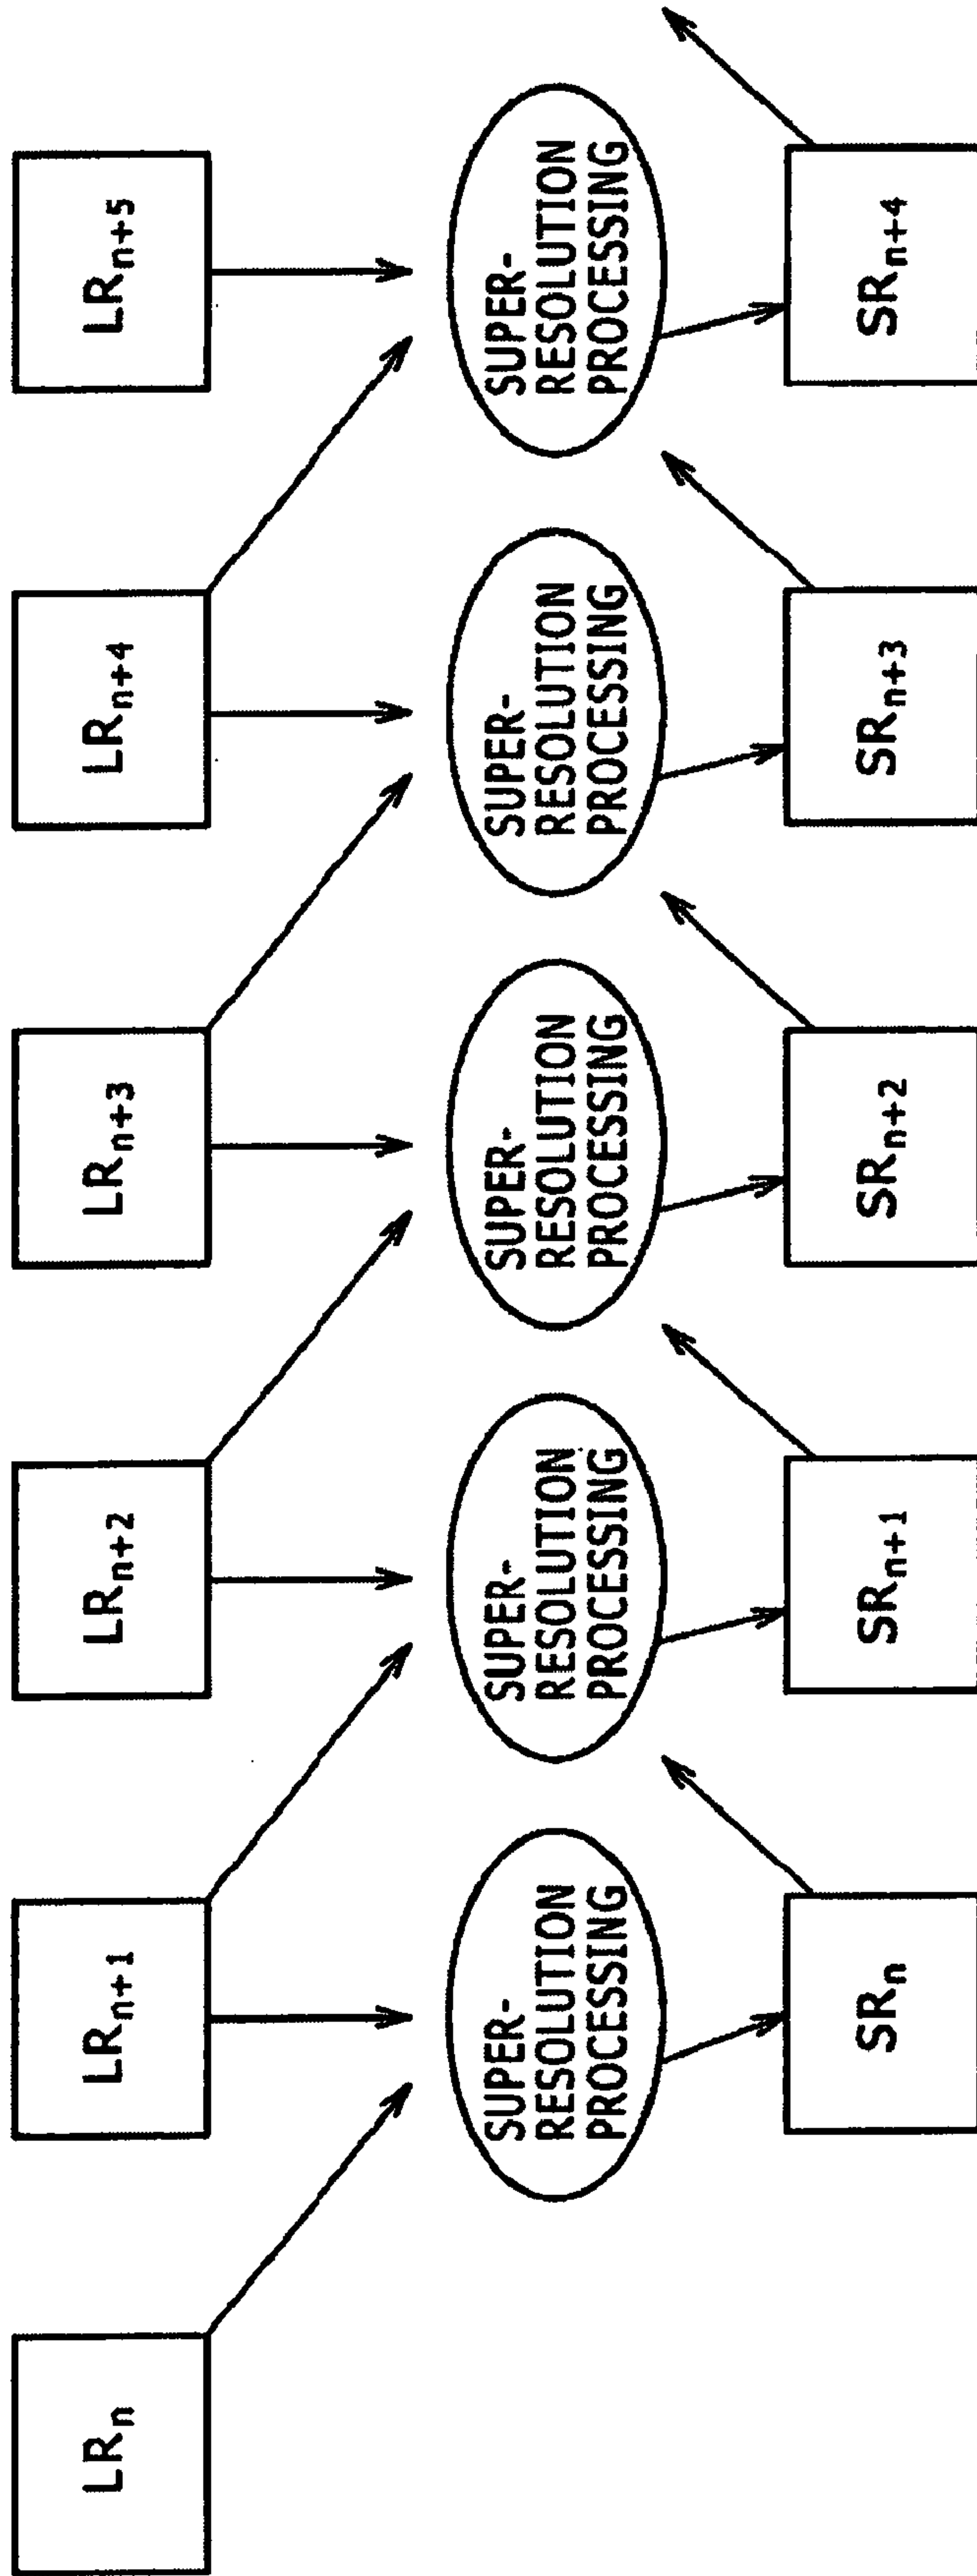 LRₙ
LRₙ₊₁
LRₙ₊₂
LRₙ₊₃
LRₙ₊₄
LRₙ₊₅
SUPER-
RESOLUTION
PROCESSING
SUPER-
RESOLUTION
PROCESSING
SUPER-
RESOLUTION
PROCESSING
SUPER-
RESOLUTION
PROCESSING
SUPER-
RESOLUTION
PROCESSING
SRₙ
SRₙ₊₁
SRₙ₊₂
SRₙ₊₃
SRₙ₊₄